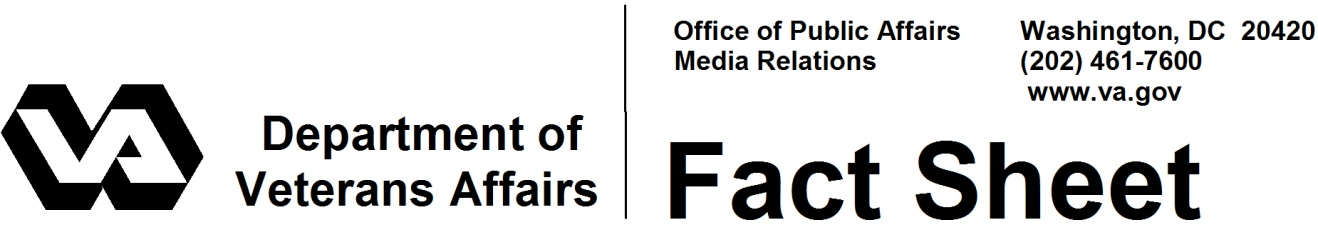 VA
Department of
Veterans Affairs
Office of Public Affairs
Media Relations
Washington, DC  20420
(202) 461-7600
www.va.gov
Fact Sheet